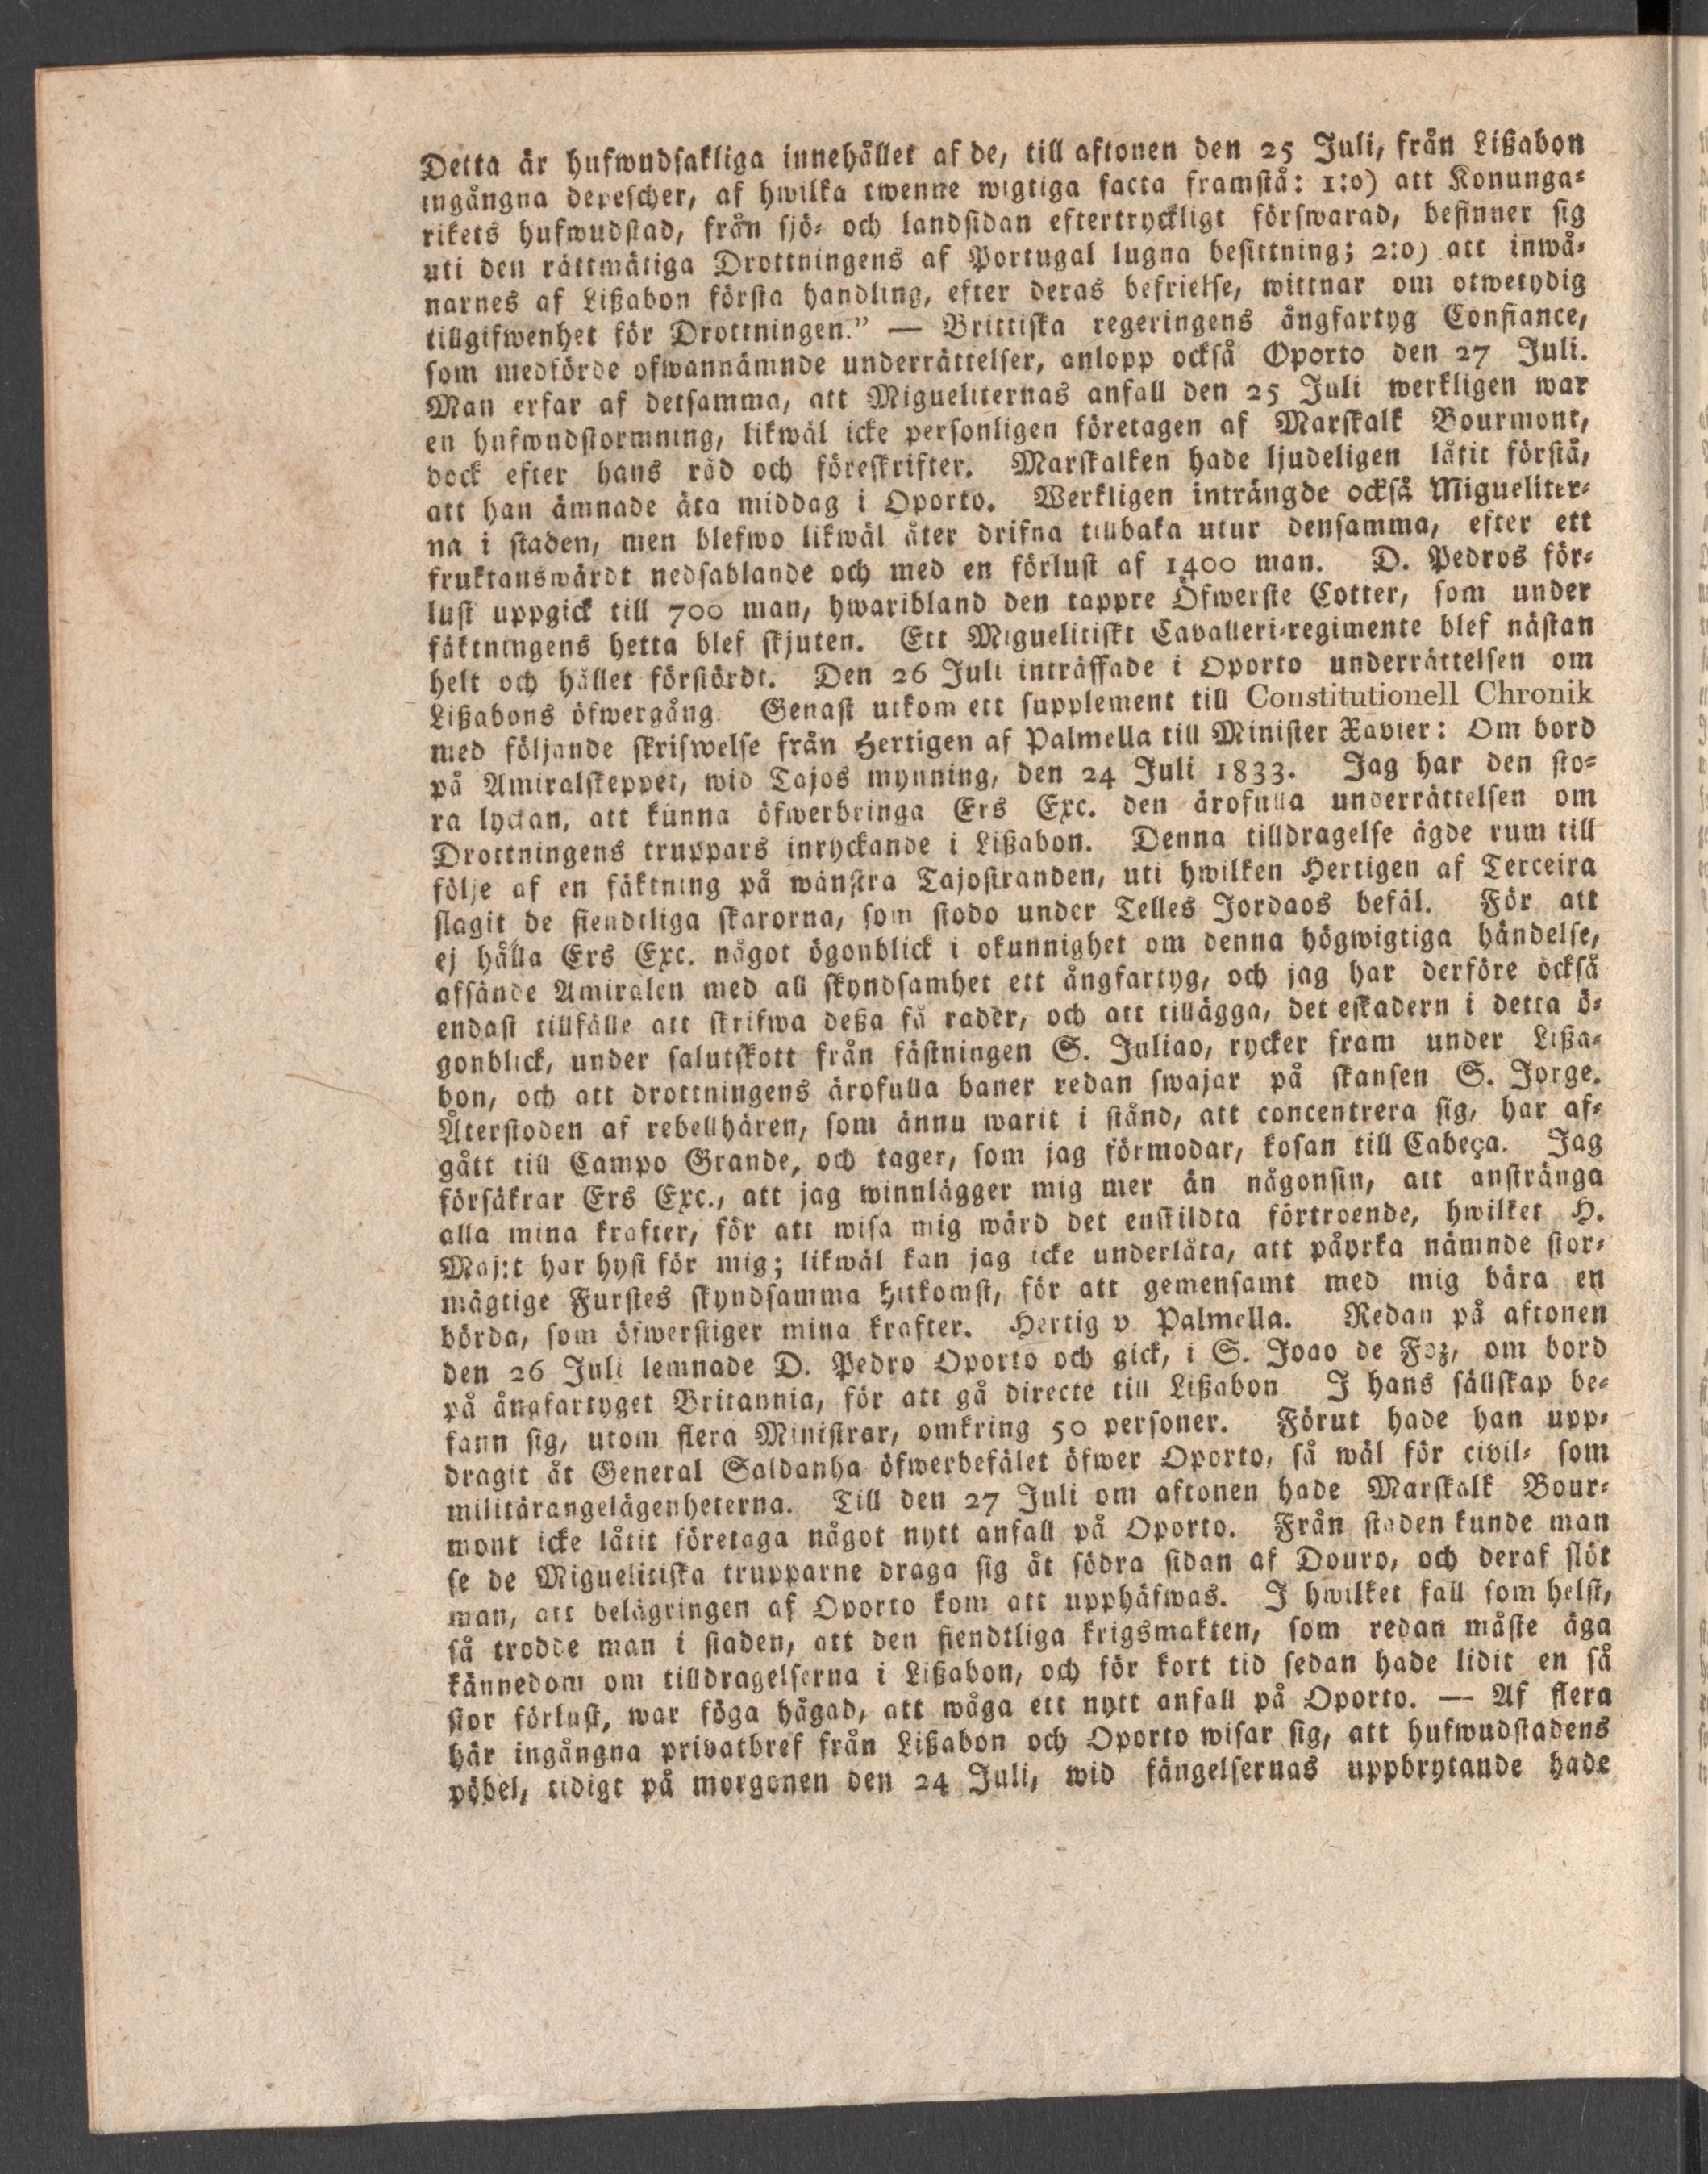 Detta är hufwudsakliga innehållet af de, till aftonen den 25 Juli, från Lißabon
ingångna depescher, af hwilka twenne wigtiga facta framstå: 1:o) att Konunga-
rikets hufwudstad, från sjö- och landsidan eftertryckligt förswarad, befinner sig
uti den rättmätiga Drottningens af Portugal lugna besittning; 2:o) att inwå-
narnes af Lißabon första handling, efter deras befrielse, wittnar om otwetydig
tillgifwenhet för Drottningen." — Brittiska regeringens ångfartyg Confiance,
som medförde ofwannämnde underrättelser, anlopp också Oporto den 27 Juli.
Man erfar af detsamma, att Migueliternas anfall den 25 Juli werkligen war
en hufwudstormning, likwäl icke personligen företagen af Marskalk Bourmont,
dock efter hans råd och föreskrifter. Marskalken hade ljudeligen låtit förstå,
att han ämnade äta middag i Oporto. Werkligen inträngde också Migueliter-
na i staden, men blefwo likwäl åter drifna tillbaka utur densamma, efter ett
fruktanswärdt nedsablande och med en förlust af 1400 man. D. Pedros för-
lust uppgick till 700 man, hwaribland den tappre Öfwerste Cotter, som under
fäktningens hetta blef skjuten. Ett Miguelitiskt Cavalleri-regimente blef nästan
helt och hållet förstördt. Den 26 Juli inträffade i Oporto underrättelsen om
Lißabons öfwergång. Genast utkom ett supplement till Constitutionell Chronik
med följande skrifwelse från Hertigen af Palmella till Minister Xavier: Om bord
på Amiralskeppet, wid Tajos mynning, den 24 Juli 1833. Jag har den sto-
ra lyckan, att kunna öfwerbringa Ers Exc. den ärofulla underrättelsen om
Drottningens truppars inryckande i Lißabon. Denna tilldragelse ägde rum till
följe af en fäktning på wänstra Tajostranden, uti hwilken Hertigen af Terceira
slagit de fiendtliga skarorna, som stodo under Telles Jordaos befäl. För att
ej hålla Ers Exc. något ögonblick i okunnighet om denna högwigtiga händelse,
afsände Amiralen med all skyndsamhet ett ångfartyg, och jag har derföre också
endast tillfälle att skrifwa deßa få rader, och att tillägga, det eskadern i detta ö-
gonblick, under salutskott från fästningen S. Juliao, rycker fram under Lißa-
bon, och att drottningens ärofulla baner redan swajar på skansen S. Jorge.
Återstoden af rebellhären, som ännu warit i stånd, att concentrera sig, har af-
gått till Campo Grande, och tager, som jag förmodar, kosan till Cabeça. Jag
försäkrar Ers Exc., att jag winnlägger mig mer än någonsin, att anstränga
alla mina krafter, för att wisa mig wärd det enskildta förtroende, hwilket H.
Maj:t har hyst för mig; likwäl kan jag icke underlåta, att påyrka nämnde stor-
mägtige Furstes skyndsamma hitkomst, för att gemensamt med mig bära en
börda, som öfwerstiger mina krafter. Hertig v. Palmella. Redan på aftonen
den 26 Juli lemnade D. Pedro Oporto och gick, i S. Joao de Foz, om bord
på ångfartyget Britannia, för att gå directe till Lißabon I hans sällskap be-
fann sig, utom flera Ministrar, omkring 50 personer. Förut hade han upp-
dragit åt General Saldanha öfwerbefälet öfwer Oporto, så wäl för civil- som
militärangelägenheterna. Till den 27 Juli om aftonen hade Marskalk Bour-
mont icke låtit företaga något nytt anfall på Oporto. Från staden kunde man
se de Miguelitiska trupparne draga sig åt södra sidan af Douro, och deraf slöt
man, att belägringen af Oporto kom att upphäfwas. I hwilket fall som helst,
så trodde man i staden, att den fiendtliga krigsmakten, som redan måste äga
kännedom om tilldragelserna i Lißabon, och för kort tid sedan hade lidit en så
stor förlust, war föga hågad, att wåga ett nytt anfall på Oporto. — Af flera
här ingångna privatbref från Lißabon och Oporto wisar sig, att hufwudstadens
pöbel, tidigt på morgonen den 24 Juli, wid fängelsernas uppbrytande hade